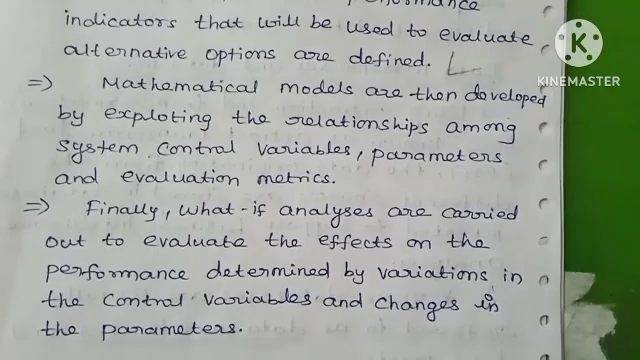 indicators that will be used to evaluate
alternative options are defined.
⇒ Mathematical models are then developed
by exploting the relationships among
system control variables, parameters
and evaluation metrics.
⇒ Finally, what-if analyses are carried
out to evaluate the effects on the
performance determined by variations in
the control variables and changes in
the parameters.
KINEMASTER